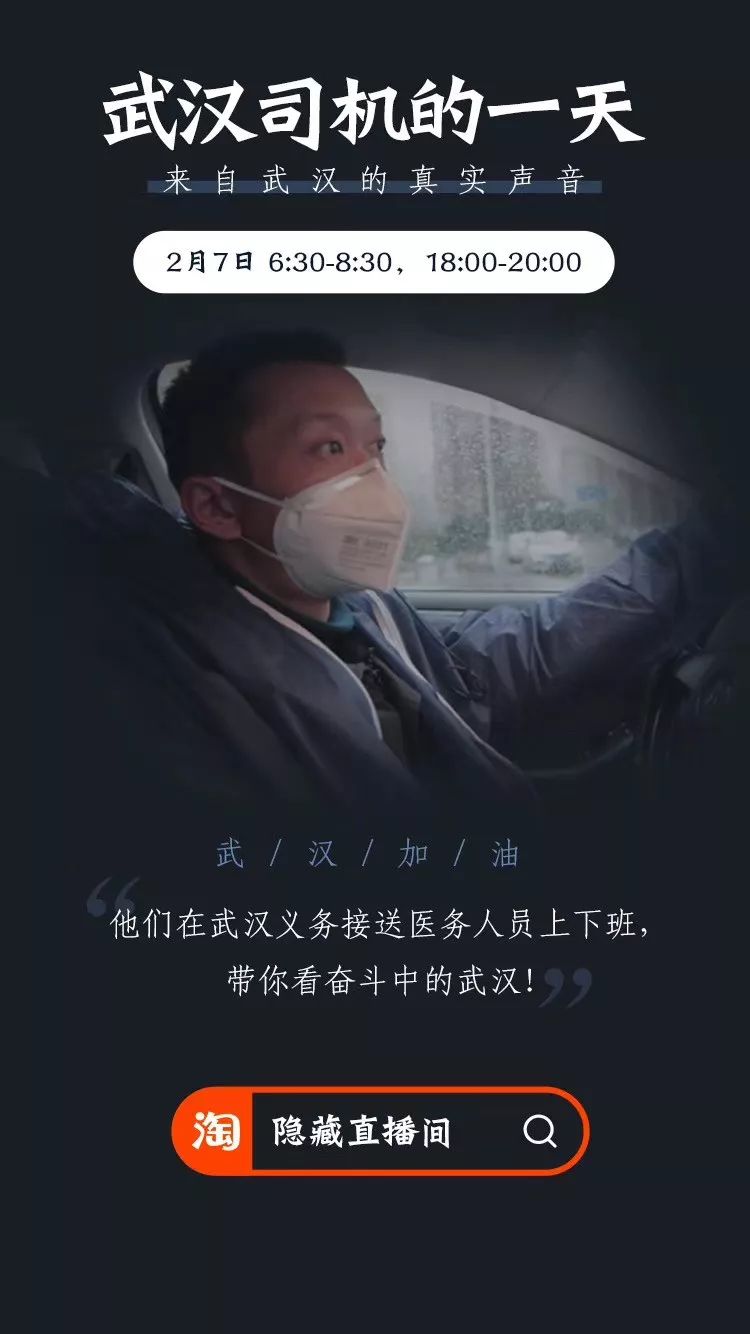 武汉司机的一天
来自武汉的真实声音
2月7日 6:30-8:30，18:00-20:00
武/汉/加/油
“他们在武汉义务接送医务人员上下班，
带你看奋斗中的武汉!”
淘 隐藏直播间